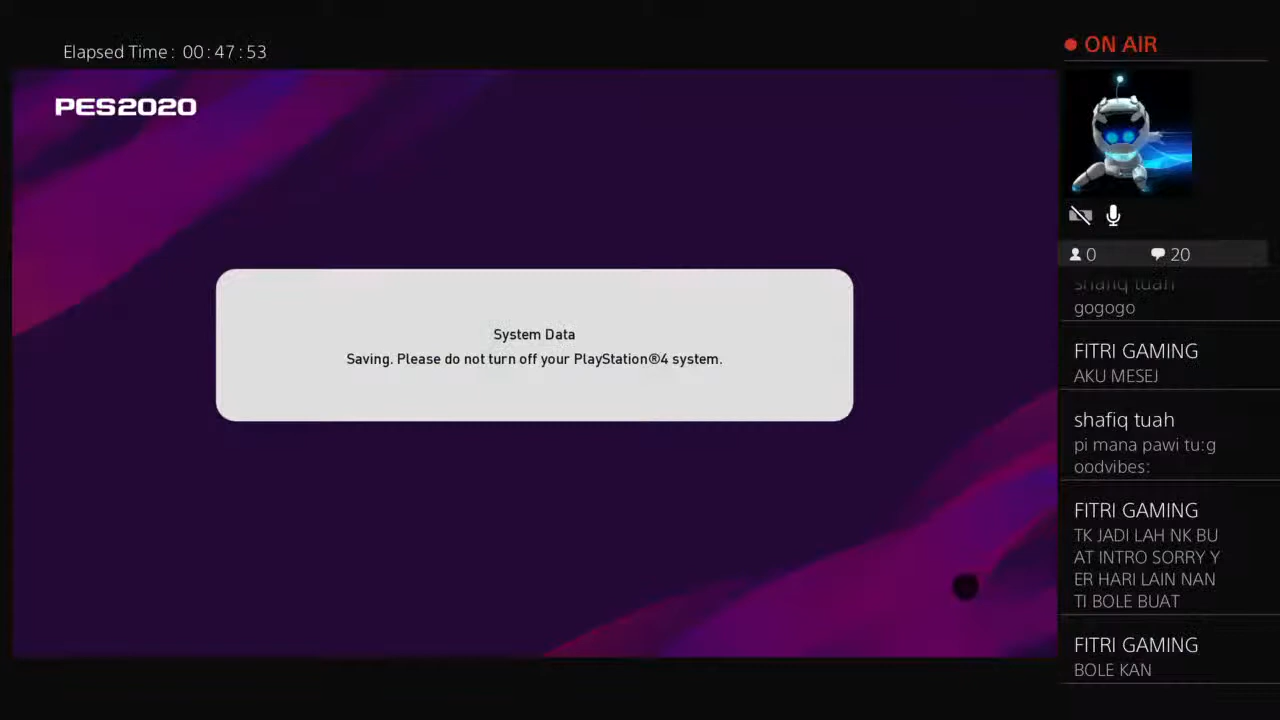 Elapsed Time: 00:47:53
ON AIR
PES2020
0
20
System Data
Saving. Please do not turn off your PlayStation®4 system.
shafiq tuah
gogogo
FITRI GAMING
AKU MESEJ
shafiq tuah
pi mana pawi tu:g
oodvibes:
FITRI GAMING
TK JADI LAH NK BU
AT INTRO SORRY Y
ER HARI LAIN NAN
TI BOLE BUAT
FITRI GAMING
BOLE KAN